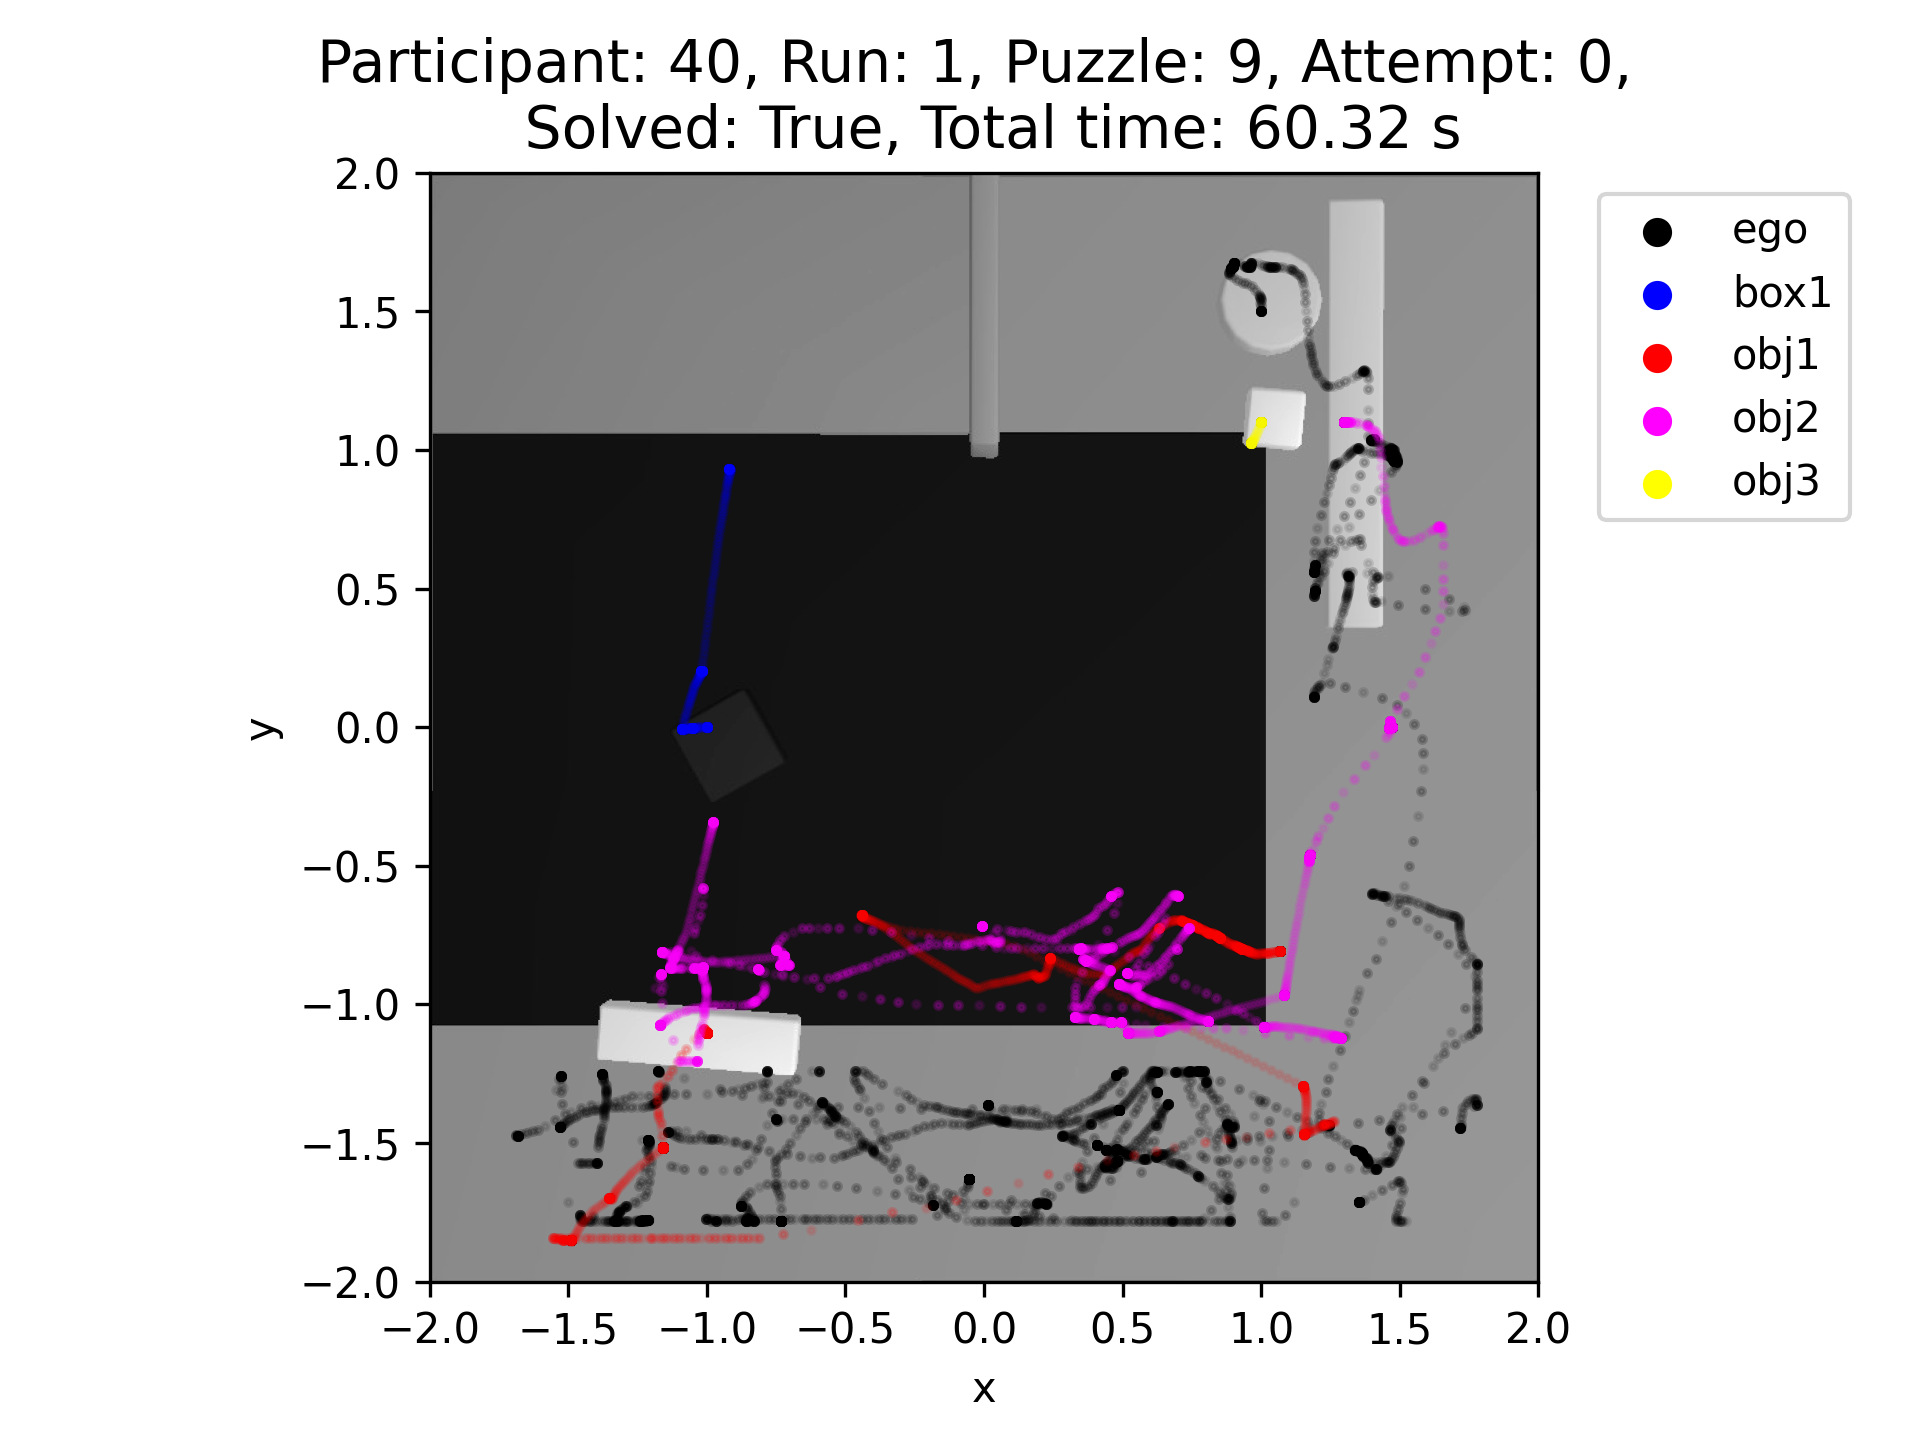 Participant: 40, Run: 1, Puzzle: 9, Attempt: 0,
Solved: True, Total time: 60.32 s
2.0
1.5
1.0
0.5
0.0
−0.5
−1.0
−1.5
−2.0
y
−2.0 −1.5 −1.0 −0.5 0.0 0.5 1.0 1.5 2.0
x
ego
box1
obj1
obj2
obj3